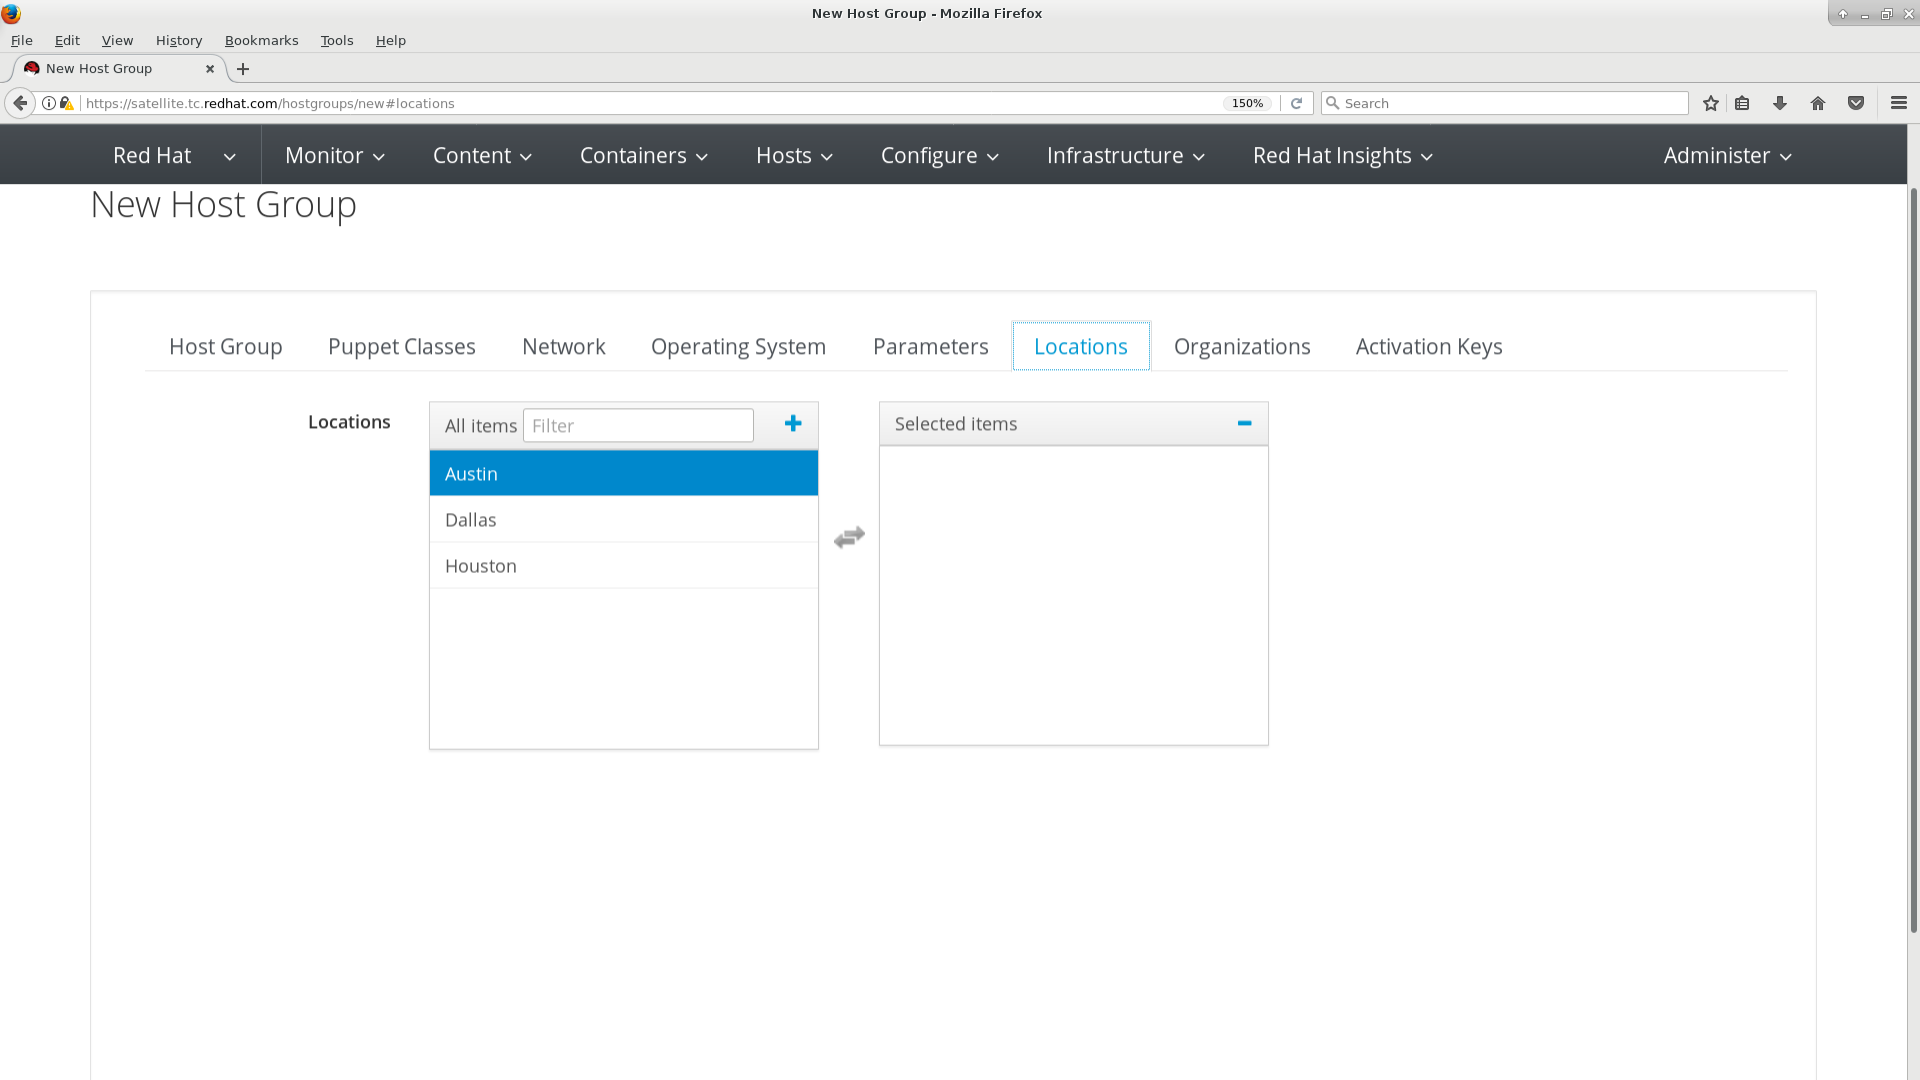 New Host Group - Mozilla Firefox
File Edit View History Bookmarks Tools Help
New Host Group
https://satellite.tc.redhat.com/hostgroups/new#locations 150% Search
Red Hat Monitor Content Containers Hosts Configure Infrastructure Red Hat Insights Administer
New Host Group
Host Group Puppet Classes Network Operating System Parameters Locations Organizations Activation Keys
Locations All items Filter Selected items
Austin
Dallas
Houston